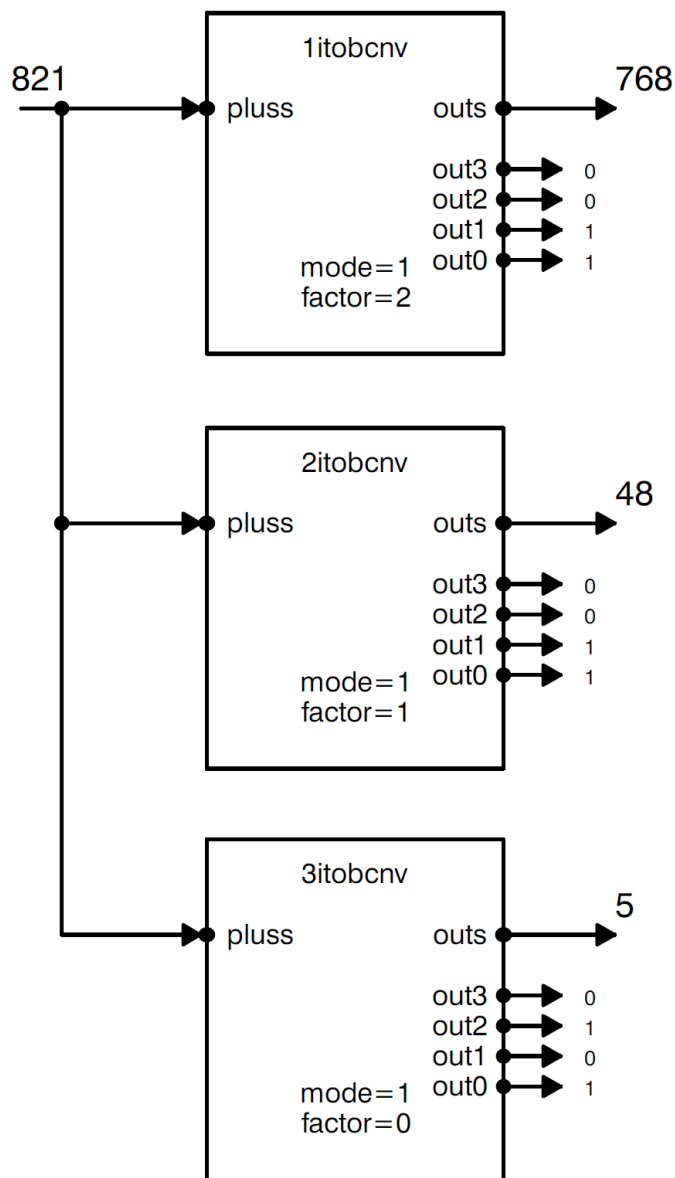 821
1itobcnv
768
pluss
outs
out3 0
out2 0
out1 1
out0 1
mode=1
factor=2
2itobcnv
48
pluss
outs
out3 0
out2 0
out1 1
out0 1
mode=1
factor=1
3itobcnv
5
pluss
outs
out3 0
out2 1
out1 0
out0 1
mode=1
factor=0